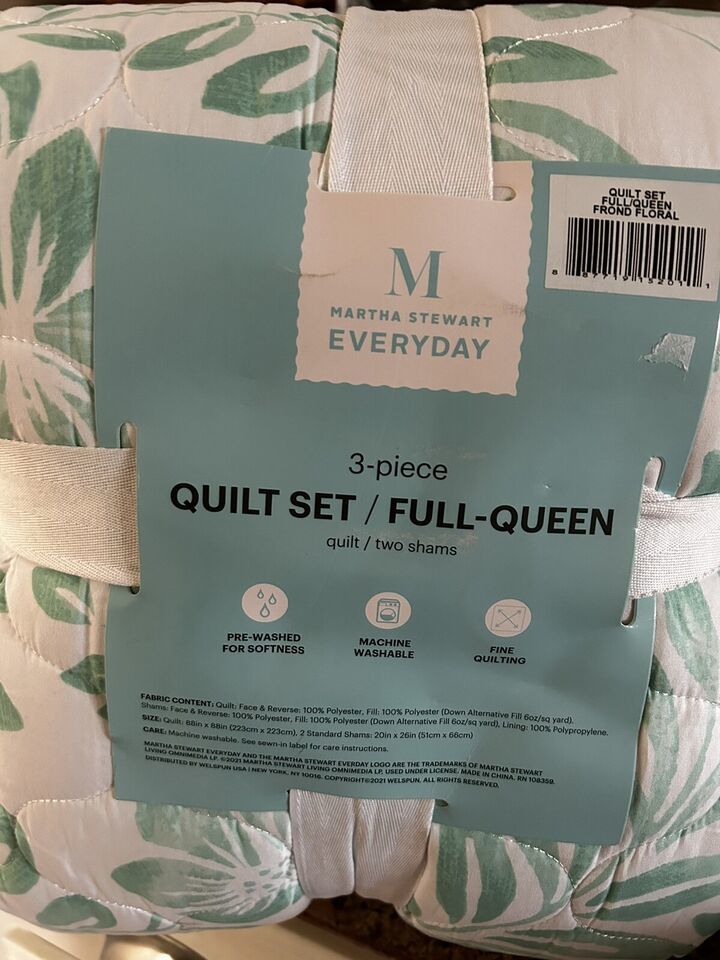 QUILT SET
FULL/QUEEN
FROND FLORAL
8 87719 15201 1
M
MARTHA STEWART
EVERYDAY
3-piece
QUILT SET / FULL-QUEEN
quilt / two shams
PRE-WASHED
FOR SOFTNESS
MACHINE
WASHABLE
FINE
QUILTING
FABRIC CONTENT: Quilt: Face & Reverse: 100% Polyester, Fill: 100% Polyester (Down Alternative Fill 6oz/sq yard).
Shams: Face & Reverse: 100% Polyester, Fill: 100% Polyester (Down Alternative Fill 6oz/sq yard), Lining: 100% Polypropylene.
SIZE: Quilt: 88in x 88in (223cm x 223cm), 2 Standard Shams: 20in x 26in (51cm x 66cm)
CARE: Machine washable. See sewn-in label for care instructions.
MARTHA STEWART EVERYDAY AND THE MARTHA STEWART EVERDAY LOGO ARE THE TRADEMARKS OF MARTHA STEWART
LIVING OMNIMEDIA LP. ©2021 MARTHA STEWART LIVING OMNIMEDIA LP, USED UNDER LICENSE. MADE IN CHINA. RN 108359.
DISTRIBUTED BY WELSPUN USA | NEW YORK, NY 10016. COPYRIGHT©2021 WELSPUN, ALL RIGHTS RESERVED.